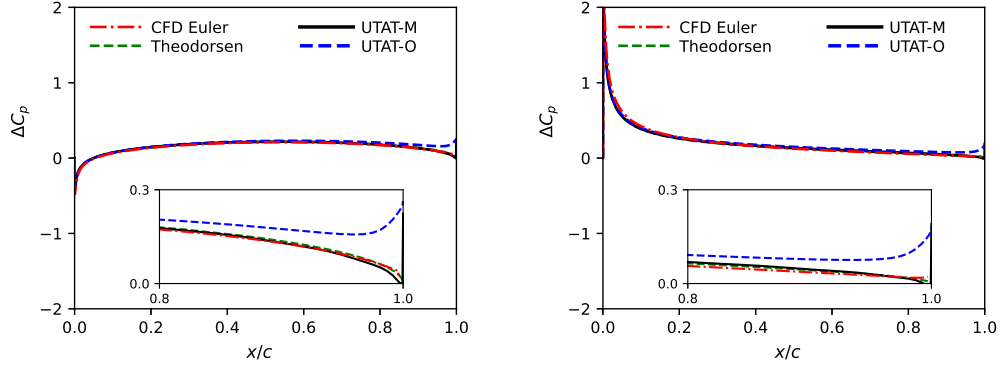 CFD Euler
Theodorsen
UTAT-M
UTAT-O
2
1
0
−1
−2
ΔCp
0.3
0.0
0.8
1.0
0.0
0.2
0.4
0.6
0.8
1.0
x/c
CFD Euler
Theodorsen
UTAT-M
UTAT-O
2
1
0
−1
−2
ΔCp
0.3
0.0
0.8
1.0
0.0
0.2
0.4
0.6
0.8
1.0
x/c